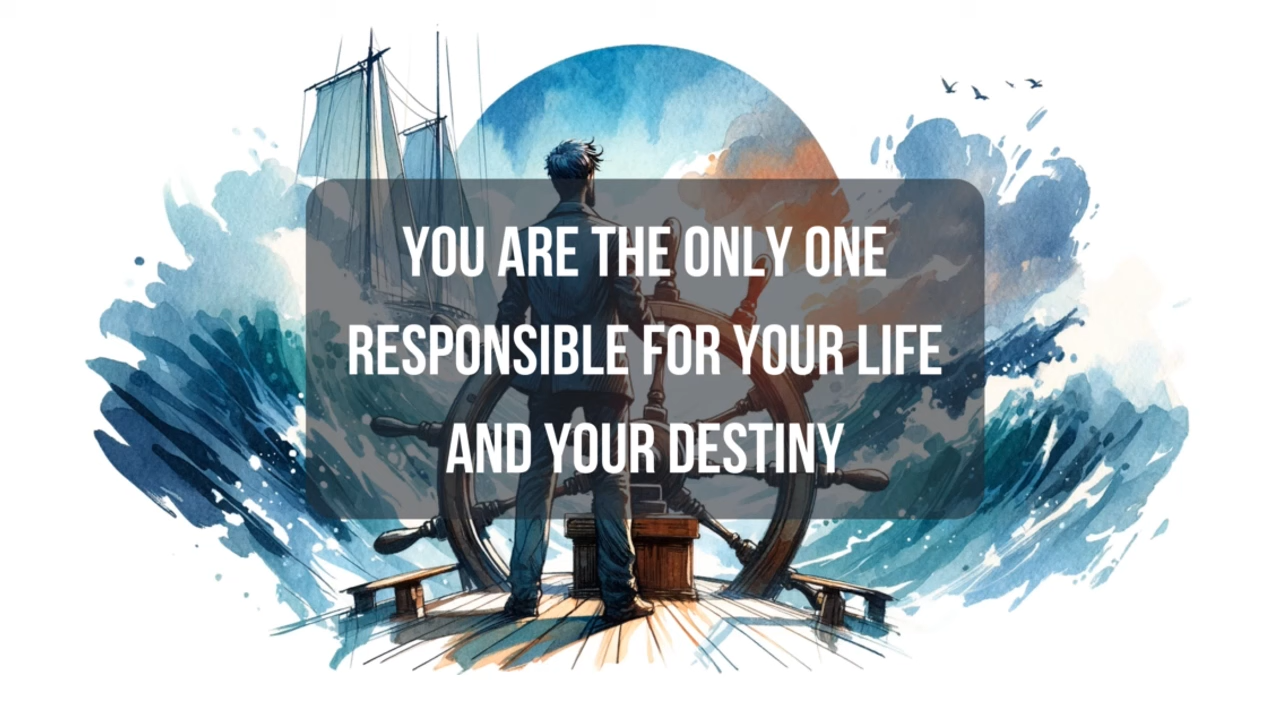 YOU ARE THE ONLY ONE
RESPONSIBLE FOR YOUR LIFE
AND YOUR DESTINY